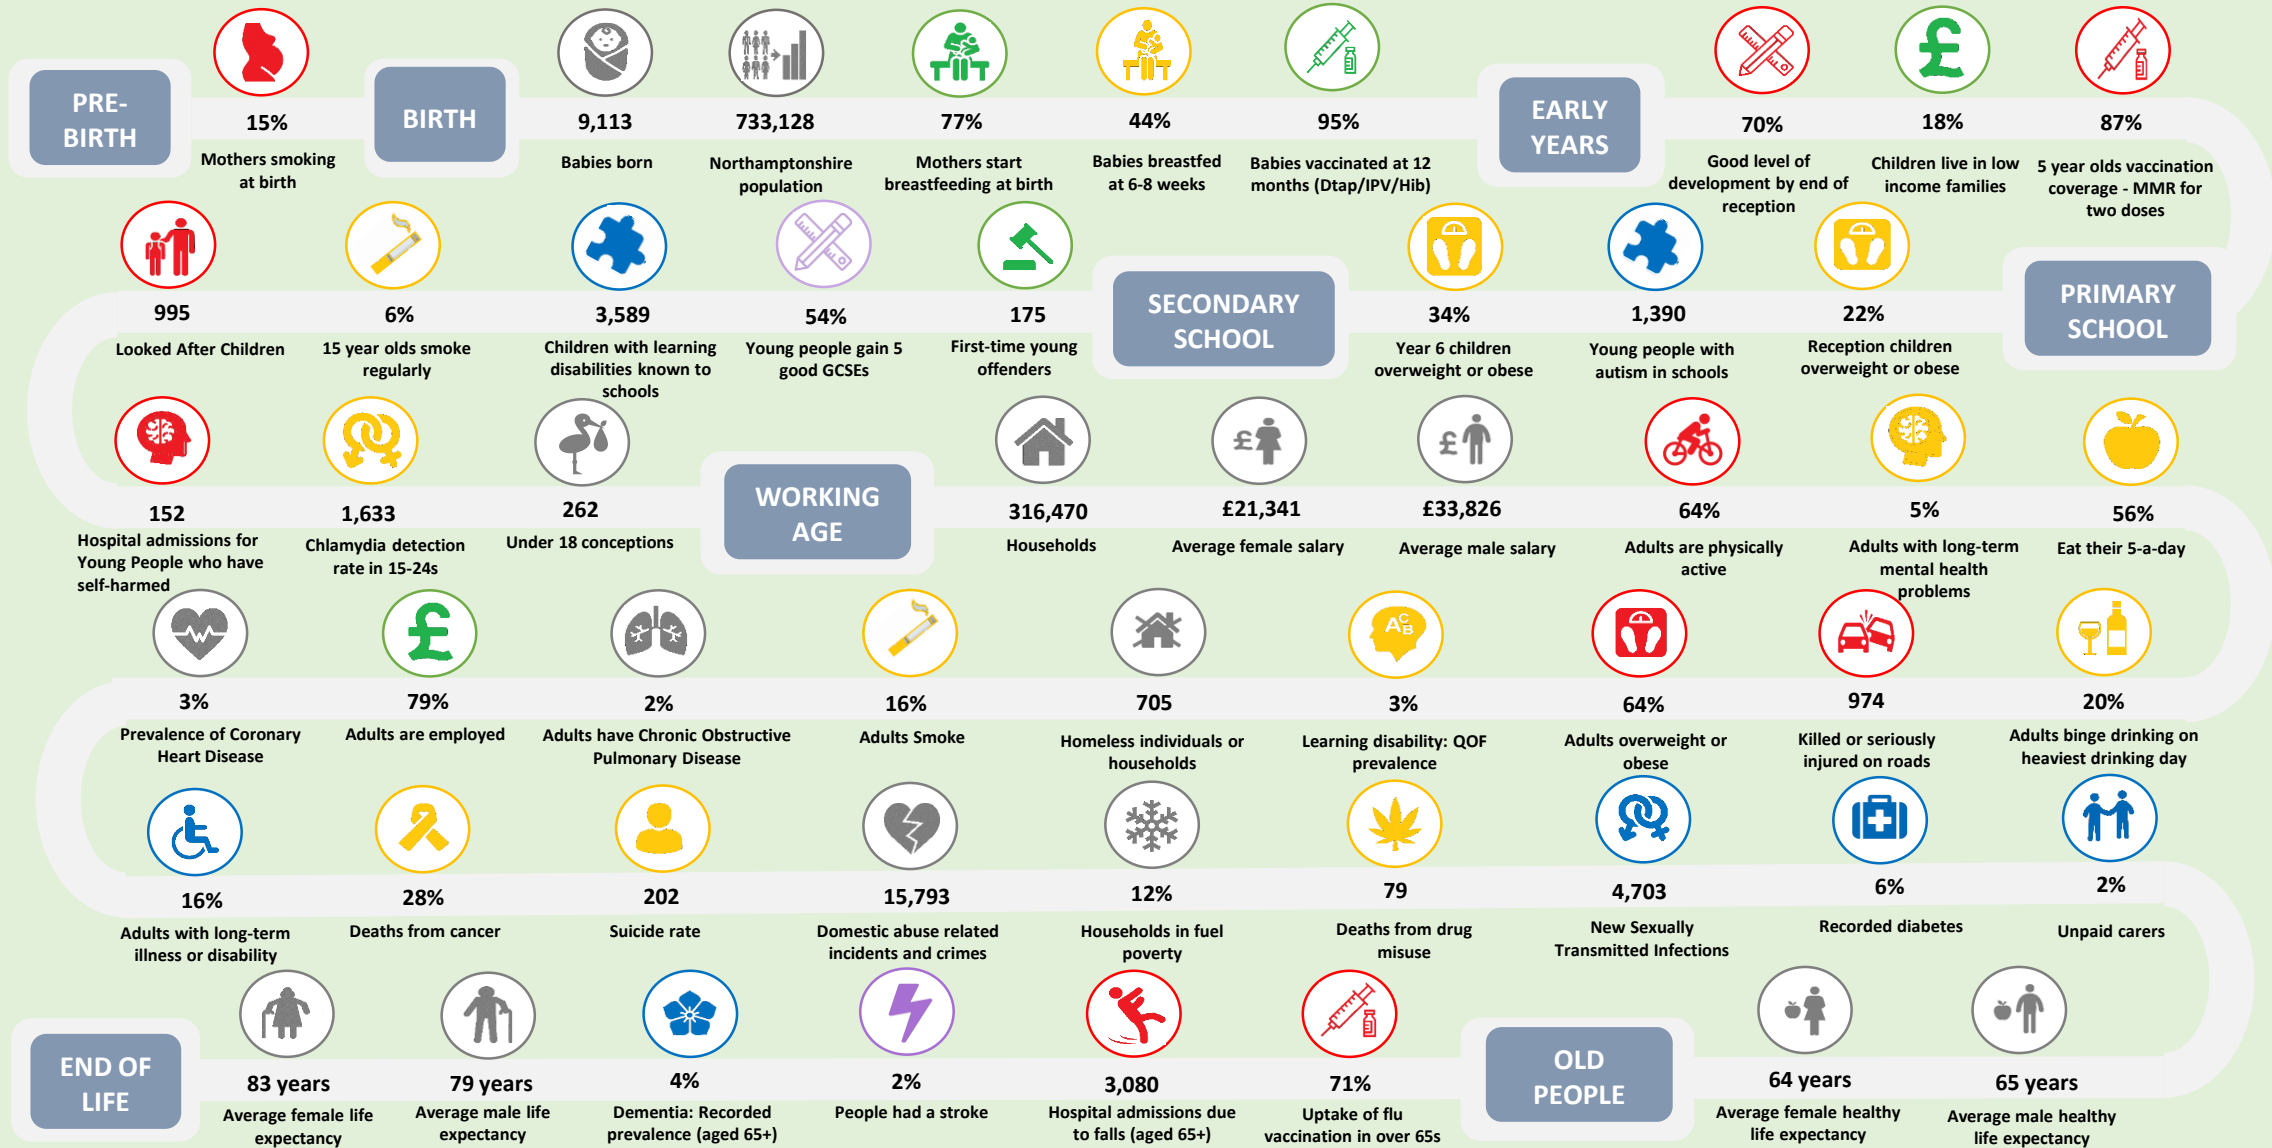 PRE-
BIRTH
15%
Mothers smoking
at birth
BIRTH
9,113
Babies born
733,128
Northamptonshire
population
77%
Mothers start
breastfeeding at birth
44%
Babies breastfed
at 6-8 weeks
95%
Babies vaccinated at 12
months (Dtap/IPV/Hib)
EARLY
YEARS
70%
Good level of
development by end of
reception
18%
Children live in low
income families
87%
5 year olds vaccination
coverage - MMR for
two doses
PRIMARY
SCHOOL
22%
Reception children
overweight or obese
1,390
Young people with
autism in schools
34%
Year 6 children
overweight or obese
SECONDARY
SCHOOL
175
First-time young
offenders
54%
Young people gain 5
good GCSEs
3,589
Children with learning
disabilities known to
schools
6%
15 year olds smoke
regularly
995
Looked After Children
152
Hospital admissions for
Young People who have
self-harmed
1,633
Chlamydia detection
rate in 15-24s
262
Under 18 conceptions
WORKING
AGE
316,470
Households
£
£21,341
Average female salary
£
£33,826
Average male salary
64%
Adults are physically
active
5%
Adults with long-term
mental health
problems
56%
Eat their 5-a-day
20%
Adults binge drinking on
heaviest drinking day
974
Killed or seriously
injured on roads
64%
Adults overweight or
obese
A C B
3%
Learning disability: QOF
prevalence
705
Homeless individuals or
households
16%
Adults Smoke
2%
Adults have Chronic Obstructive
Pulmonary Disease
£
79%
Adults are employed
3%
Prevalence of Coronary
Heart Disease
16%
Adults with long-term
illness or disability
28%
Deaths from cancer
202
Suicide rate
15,793
Domestic abuse related
incidents and crimes
12%
Households in fuel
poverty
79
Deaths from drug
misuse
4,703
New Sexually
Transmitted Infections
6%
Recorded diabetes
2%
Unpaid carers
65 years
Average male healthy
life expectancy
64 years
Average female healthy
life expectancy
OLD
PEOPLE
71%
Uptake of flu
vaccination in over 65s
3,080
Hospital admissions due
to falls (aged 65+)
2%
People had a stroke
4%
Dementia: Recorded
prevalence (aged 65+)
79 years
Average male life
expectancy
83 years
Average female life
expectancy
END OF
LIFE